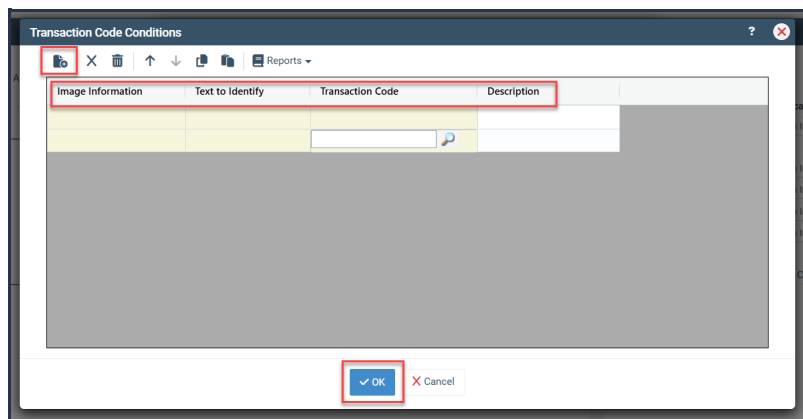 Transaction Code Conditions ?
Reports
Image Information Text to Identify Transaction Code Description
OK Cancel